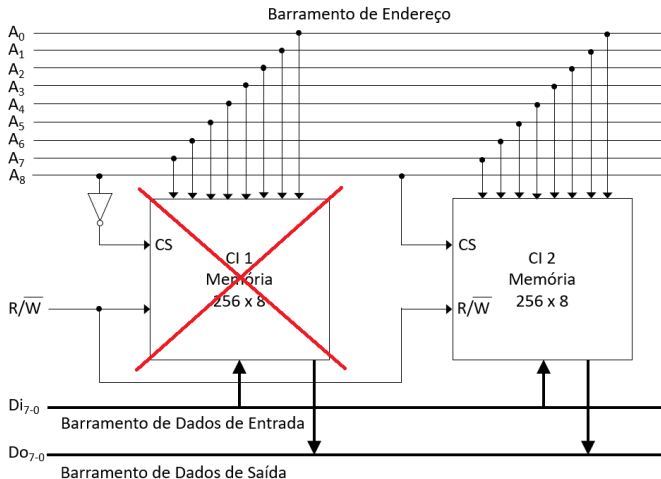 Barramento de Endereço
A0
A1
A2
A3
A4
A5
A6
A7
A8
CS
CI 1
Memória
256 x 8
CS
CI 2
Memória
256 x 8
R/W̅
R/W̅
Di7-0
Barramento de Dados de Entrada
Do7-0
Barramento de Dados de Saída